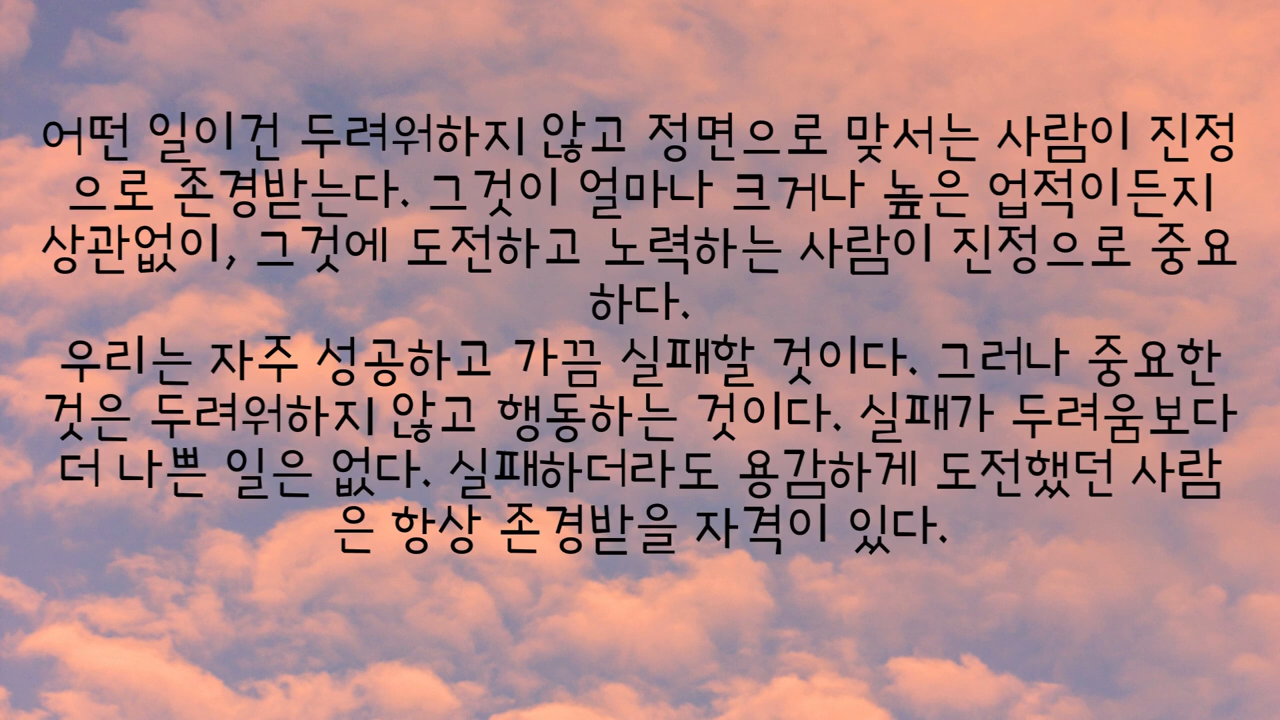 어떤 일이건 두려워하지 않고 정면으로 맞서는 사람이 진정
으로 존경받는다. 그것이 얼마나 크거나 높은 업적이든지
상관없이, 그것에 도전하고 노력하는 사람이 진정으로 중요
하다.
우리는 자주 성공하고 가끔 실패할 것이다. 그러나 중요한
것은 두려워하지 않고 행동하는 것이다. 실패가 두려움보다
더 나쁜 일은 없다. 실패하더라도 용감하게 도전했던 사람
은 항상 존경받을 자격이 있다.